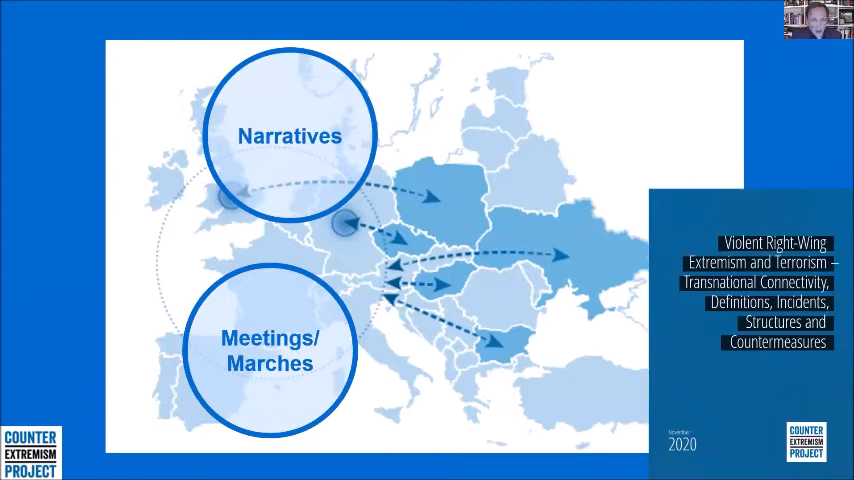 Narratives
Meetings/
Marches
Violent Right-Wing
Extremism and Terrorism –
Transnational Connectivity,
Definitions, Incidents,
Structures and
Countermeasures
November
2020
COUNTER
EXTREMISM
PROJECT
COUNTER
EXTREMISM
PROJECT